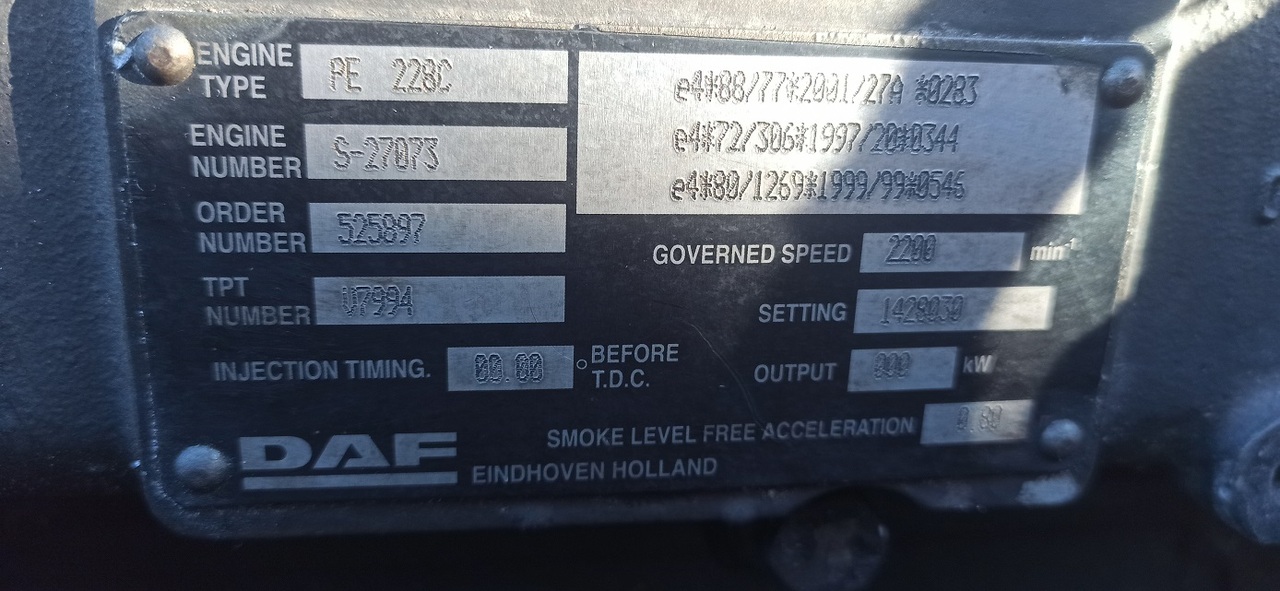 ENGINE TYPE PE 228C
ENGINE NUMBER S-27073
ORDER NUMBER 525897
TPT NUMBER V7994
INJECTION TIMING. 00.00 ° BEFORE T.D.C.
e4*88/77*2001/27A *0283
e4*72/306*1997/20*0344
e4*80/1269*1999/99*0546
GOVERNED SPEED 2200 min-1
SETTING 1428030
OUTPUT 000 kW
SMOKE LEVEL FREE ACCELERATION 0.80
DAF EINDHOVEN HOLLAND